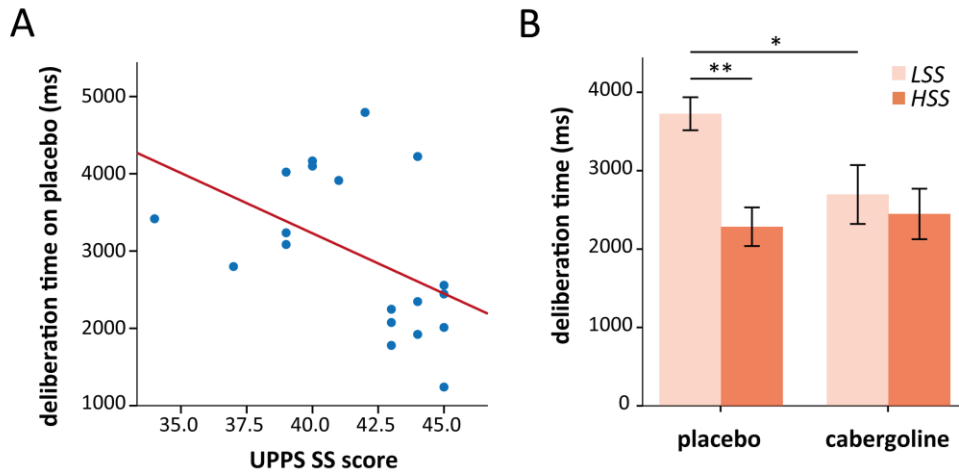 A
deliberation time on placebo (ms)
5000
4000
3000
2000
1000
35.0 37.5 40.0 42.5 45.0
UPPS SS score
B
deliberation time (ms)
4000
3000
2000
1000
0
*
**
LSS
HSS
placebo cabergoline